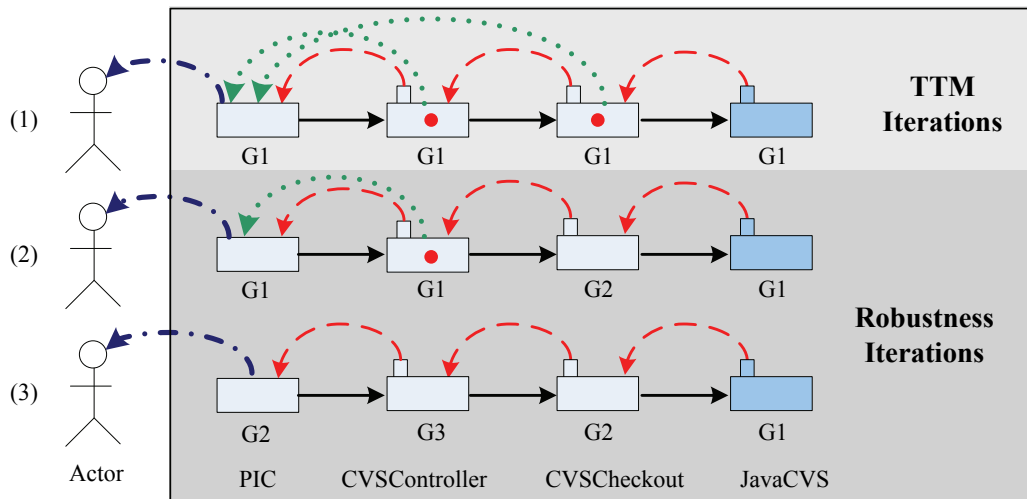 TTM
Iterations
(1)
G1 G1 G1 G1
(2)
G1 G1 G2 G1
Robustness
Iterations
(3)
G2 G3 G2 G1
Actor PIC CVSController CVSCheckout JavaCVS